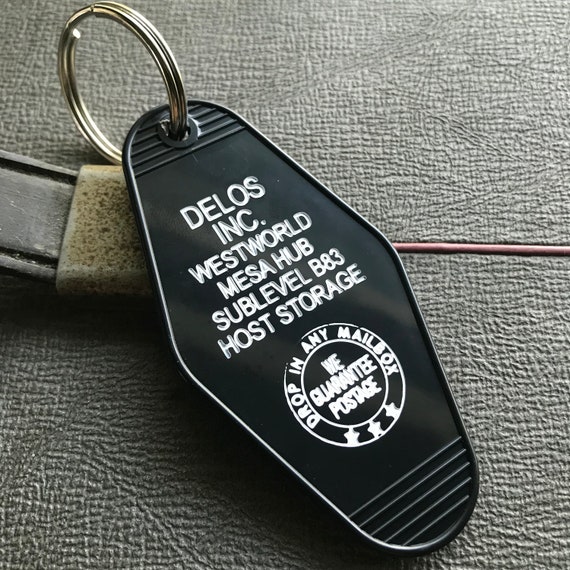 DELOS
INC.
WESTWORLD
MESA HUB
SUBLEVEL B83
HOST STORAGE
DROP IN ANY MAILBOX
WE
GUARANTEE
POSTAGE